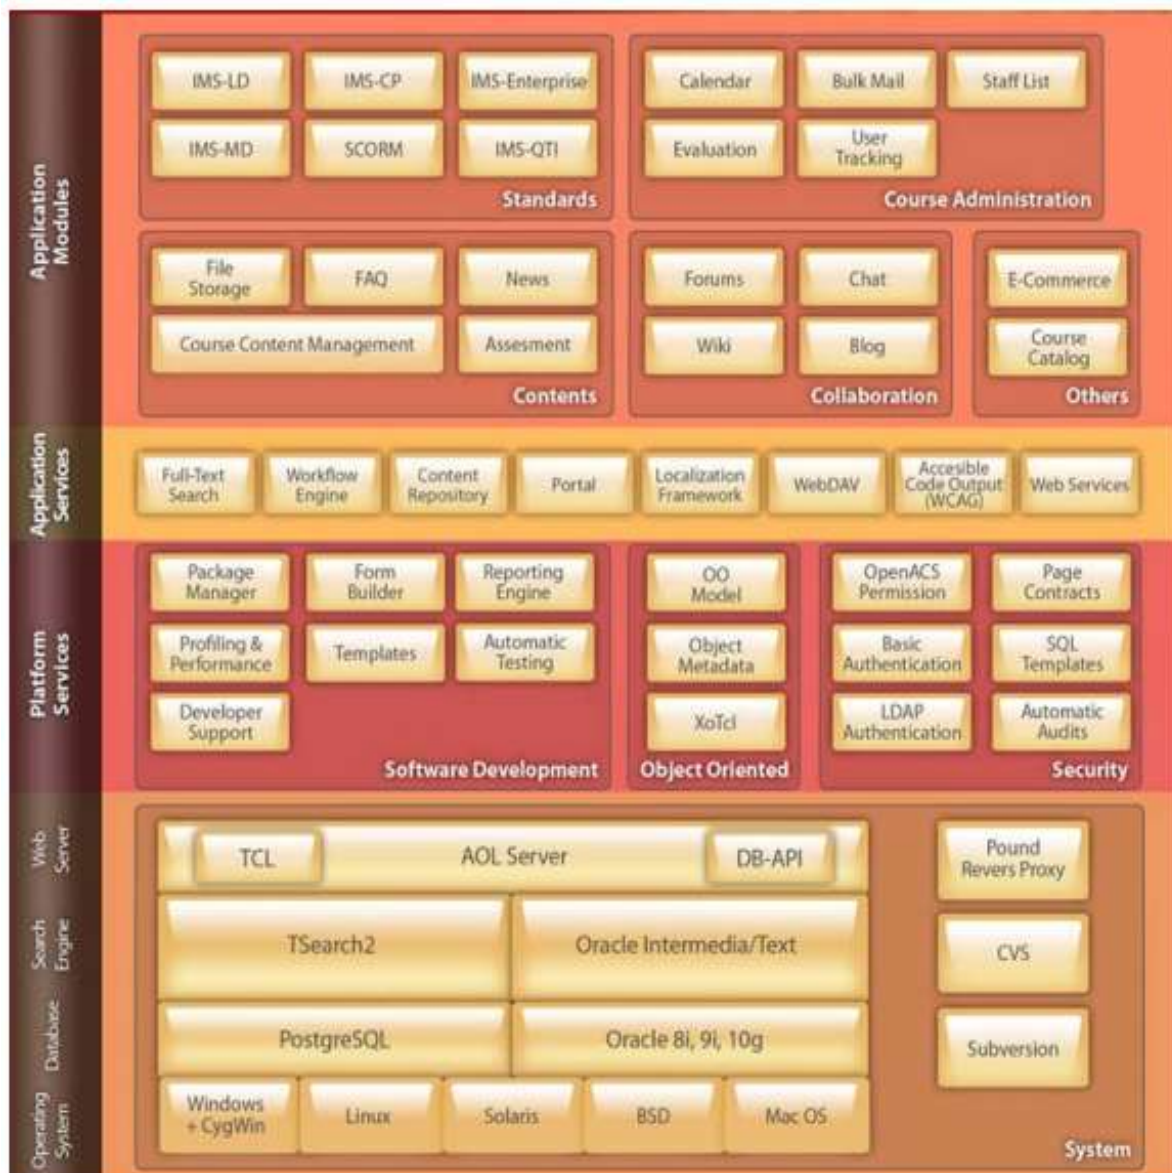 Application
Modules
IMS-LD
IMS-CP
IMS-Enterprise
IMS-MD
SCORM
IMS-QTI
Standards
Calendar
Bulk Mail
Staff List
Evaluation
User
Tracking
Course Administration
File
Storage
FAQ
News
Course Content Management
Assesment
Contents
Forums
Chat
Wiki
Blog
Collaboration
E-Commerce
Course
Catalog
Others
Application
Services
Full-Text
Search
Workflow
Engine
Content
Repository
Portal
Localization
Framework
WebDAV
Accesible
Code Output
(WCAG)
Web Services
Platform
Services
Package
Manager
Form
Builder
Reporting
Engine
Profiling &
Performance
Templates
Automatic
Testing
Developer
Support
Software Development
OO
Model
Object
Metadata
XoTcl
Object Oriented
OpenACS
Permission
Page
Contracts
Basic
Authentication
SQL
Templates
LDAP
Authentication
Automatic
Audits
Security
Web
Server
TCL
AOL Server
DB-API
Pound
Revers Proxy
Search
Engine
TSearch2
Oracle Intermedia/Text
CVS
Database
PostgreSQL
Oracle 8i, 9i, 10g
Subversion
Operating
System
Windows
+ CygWin
Linux
Solaris
BSD
Mac OS
System